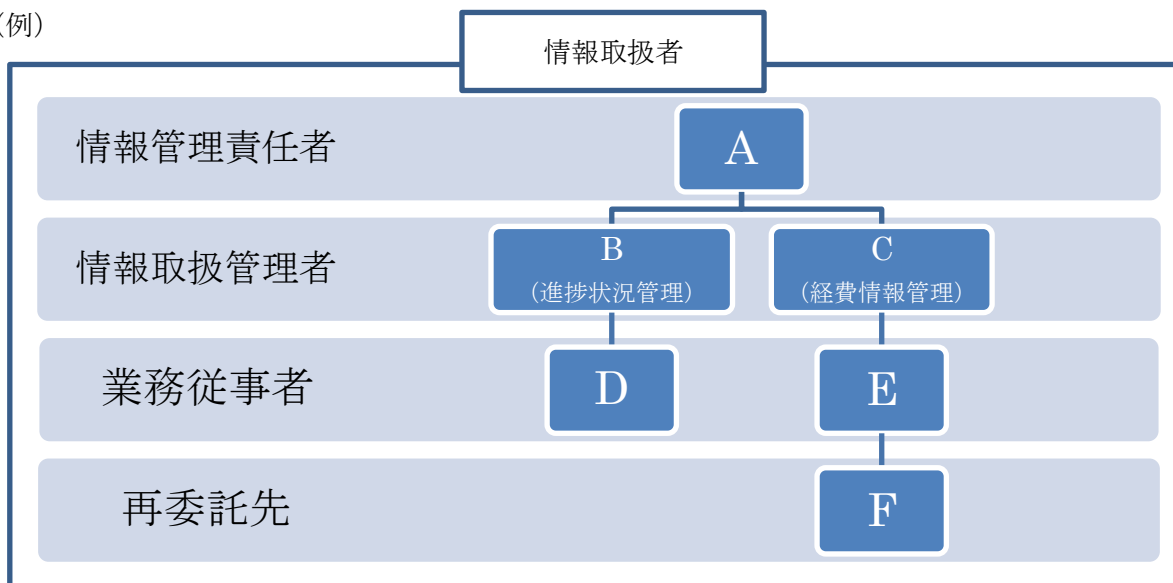 （例）
情報取扱者
情報管理責任者
A
情報取扱管理者
B
（進捗状況管理）
C
（経費情報管理）
業務従事者
D
E
再委託先
F